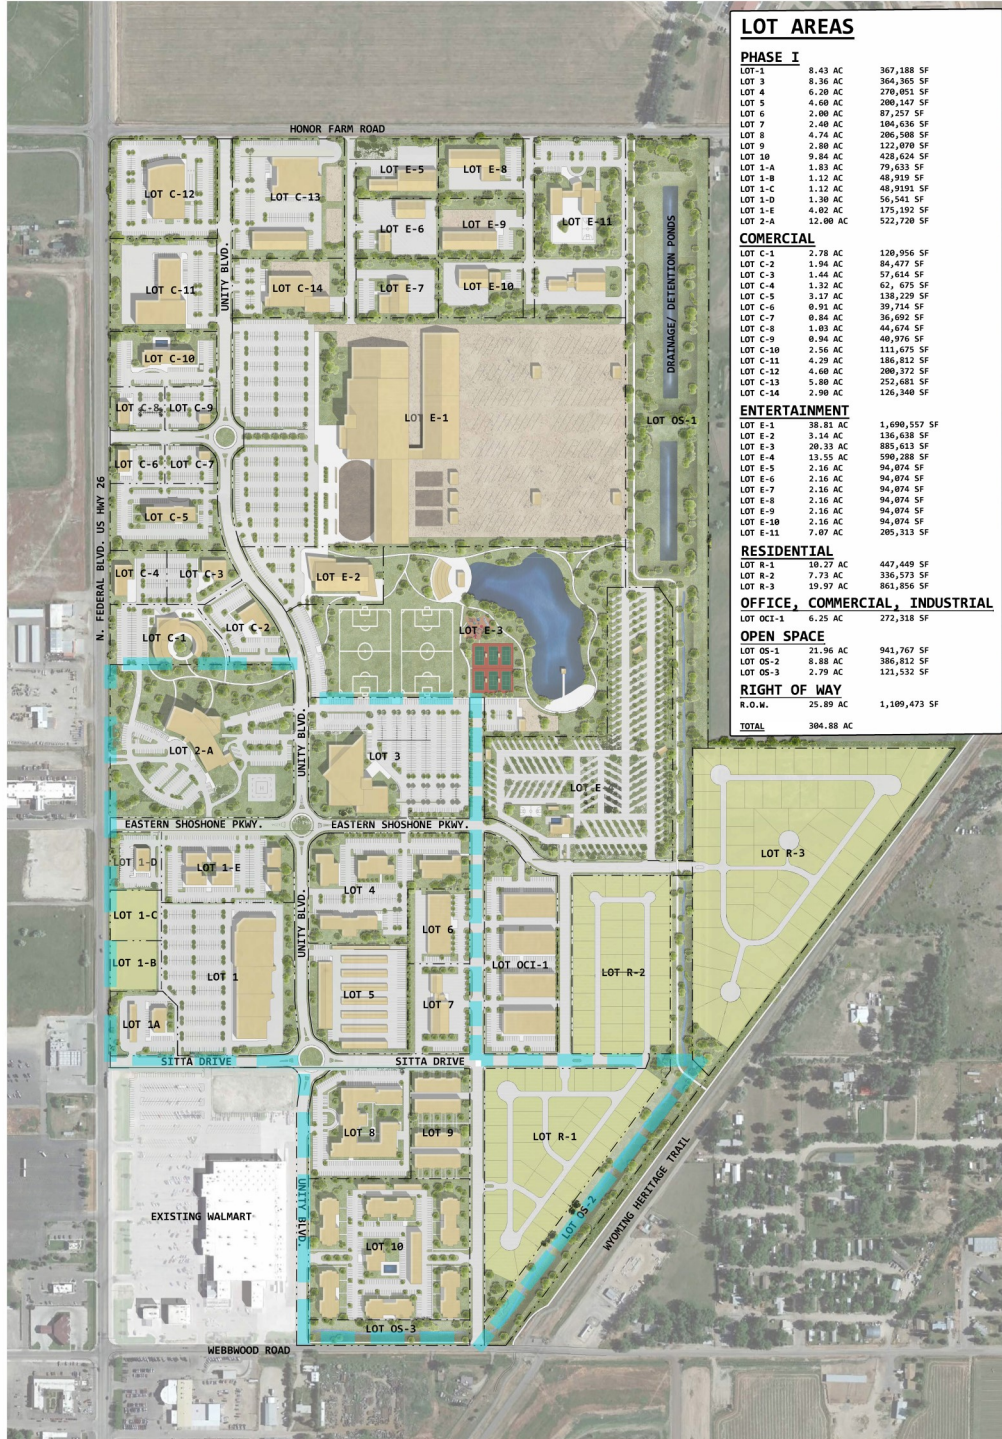 LOT AREAS
PHASE I
LOT-1 8.43 AC 367,188 SF
LOT 3 8.36 AC 364,365 SF
LOT 4 6.20 AC 270,051 SF
LOT 5 4.60 AC 200,147 SF
LOT 6 2.00 AC 87,257 SF
LOT 7 2.40 AC 104,636 SF
LOT 8 4.74 AC 206,508 SF
LOT 9 2.80 AC 122,070 SF
LOT 10 9.84 AC 428,624 SF
LOT 1-A 1.83 AC 79,633 SF
LOT 1-B 1.12 AC 48,919 SF
LOT 1-C 1.12 AC 48,9191 SF
LOT 1-D 1.30 AC 56,541 SF
LOT 1-E 4.02 AC 175,192 SF
LOT 2-A 12.00 AC 522,720 SF
COMERCIAL
LOT C-1 2.78 AC 120,956 SF
LOT C-2 1.94 AC 84,477 SF
LOT C-3 1.44 AC 57,614 SF
LOT C-4 1.32 AC 62, 675 SF
LOT C-5 3.17 AC 138,229 SF
LOT C-6 0.91 AC 39,714 SF
LOT C-7 0.84 AC 36,692 SF
LOT C-8 1.03 AC 44,674 SF
LOT C-9 0.94 AC 40,976 SF
LOT C-10 2.56 AC 111,675 SF
LOT C-11 4.29 AC 186,812 SF
LOT C-12 4.60 AC 200,372 SF
LOT C-13 5.80 AC 252,681 SF
LOT C-14 2.90 AC 126,340 SF
ENTERTAINMENT
LOT E-1 38.81 AC 1,690,557 SF
LOT E-2 3.14 AC 136,638 SF
LOT E-3 20.33 AC 885,613 SF
LOT E-4 13.55 AC 590,288 SF
LOT E-5 2.16 AC 94,074 SF
LOT E-6 2.16 AC 94,074 SF
LOT E-7 2.16 AC 94,074 SF
LOT E-8 2.16 AC 94,074 SF
LOT E-9 2.16 AC 94,074 SF
LOT E-10 2.16 AC 94,074 SF
LOT E-11 7.07 AC 205,313 SF
RESIDENTIAL
LOT R-1 10.27 AC 447,449 SF
LOT R-2 7.73 AC 336,573 SF
LOT R-3 19.97 AC 861,856 SF
OFFICE, COMMERCIAL, INDUSTRIAL
LOT OCI-1 6.25 AC 272,318 SF
OPEN SPACE
LOT OS-1 21.96 AC 941,767 SF
LOT OS-2 8.88 AC 386,812 SF
LOT OS-3 2.79 AC 121,532 SF
RIGHT OF WAY
R.O.W. 25.89 AC 1,109,473 SF
TOTAL 304.88 AC
HONOR FARM ROAD
LOT C-12
LOT C-13
LOT E-5
LOT E-8
LOT E-6
LOT E-9
LOT E-11
UNITY BLVD.
DRAINAGE/ DETENTION PONDS
LOT C-11
LOT C-14
LOT E-7
LOT E-10
LOT C-10
LOT C-8
LOT C-9
LOT E-1
LOT OS-1
LOT C-6
LOT C-7
LOT C-5
N. FEDERAL BLVD. US HWY 26
LOT C-4
LOT C-3
LOT E-2
LOT C-1
LOT C-2
LOT E-3
LOT 2-A
UNITY BLVD.
LOT 3
LOT E
EASTERN SHOSHONE PKWY.
EASTERN SHOSHONE PKWY.
LOT R-3
LOT 1-D
LOT 1-E
LOT 4
UNITY BLVD.
LOT 1-C
LOT 6
LOT 1-B
LOT 1
LOT OCI-1
LOT R-2
LOT 5
LOT 7
LOT 1A
SITTA DRIVE
SITTA DRIVE
LOT 8
LOT 9
LOT R-1
UNITY BLVD.
EXISTING WALMART
LOT OS-2
WYOMING HERITAGE TRAIL
LOT 10
LOT OS-3
WEBBWOOD ROAD